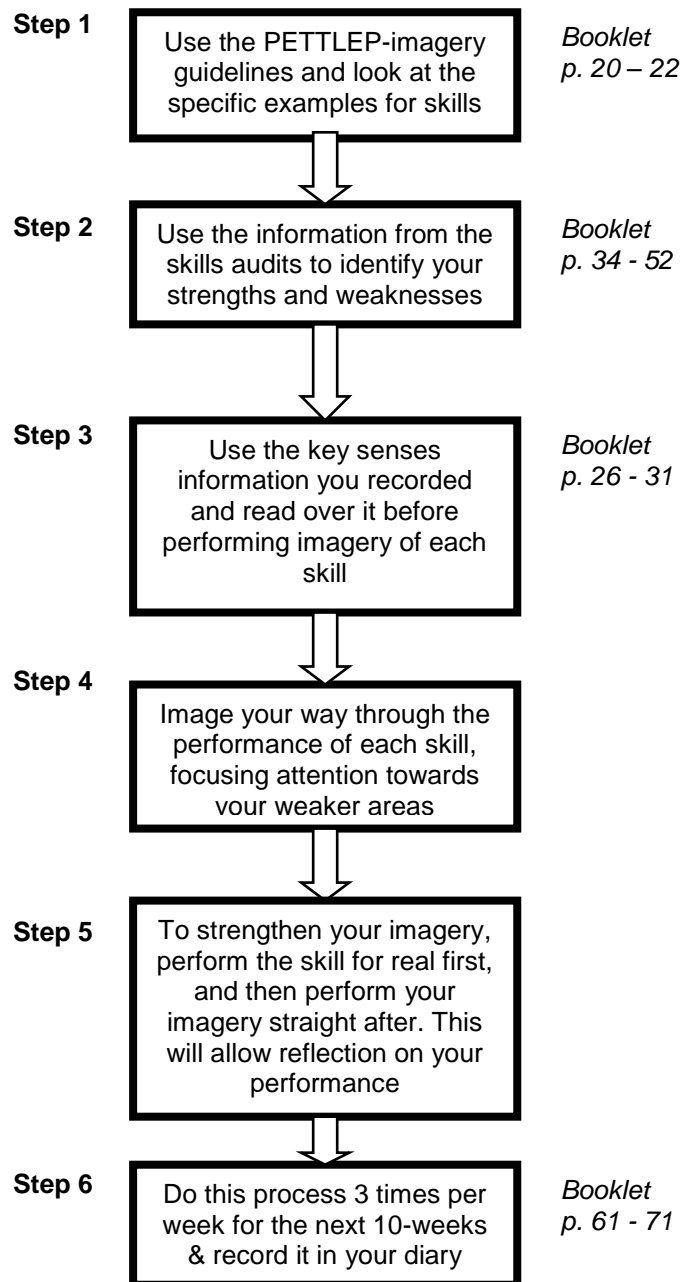 Step 1
Use the PETTLEP-imagery
guidelines and look at the
specific examples for skills
Booklet
p. 20 – 22
Step 2
Use the information from the
skills audits to identify your
strengths and weaknesses
Booklet
p. 34 - 52
Step 3
Use the key senses
information you recorded
and read over it before
performing imagery of each
skill
Booklet
p. 26 - 31
Step 4
Image your way through the
performance of each skill,
focusing attention towards
your weaker areas
Step 5
To strengthen your imagery,
perform the skill for real first,
and then perform your
imagery straight after. This
will allow reflection on your
performance
Step 6
Do this process 3 times per
week for the next 10-weeks
& record it in your diary
Booklet
p. 61 - 71